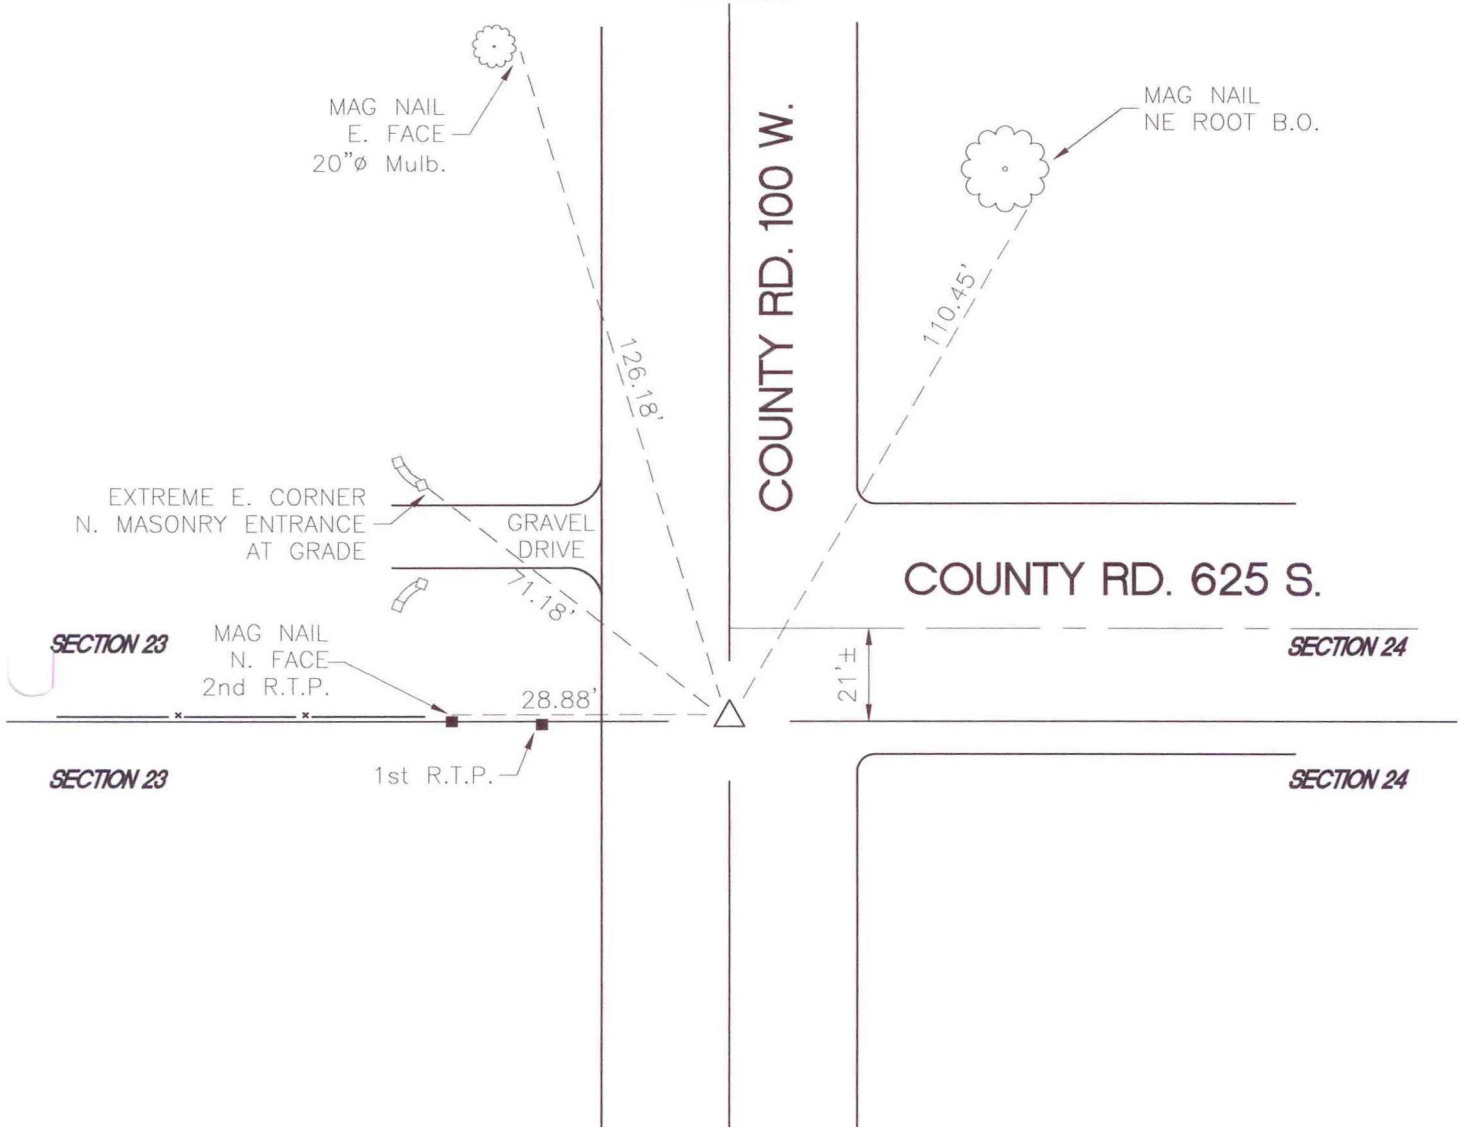 MAG NAIL
E. FACE
20"ø Mulb.
MAG NAIL
NE ROOT B.O.
COUNTY RD. 100 W.
110.45'
126.18'
EXTREME E. CORNER
N. MASONRY ENTRANCE
AT GRADE
GRAVEL
DRIVE
71.18'
COUNTY RD. 625 S.
SECTION 23
MAG NAIL
N. FACE
2nd R.T.P.
28.88'
21'±
SECTION 24
SECTION 23
1st R.T.P.
SECTION 24